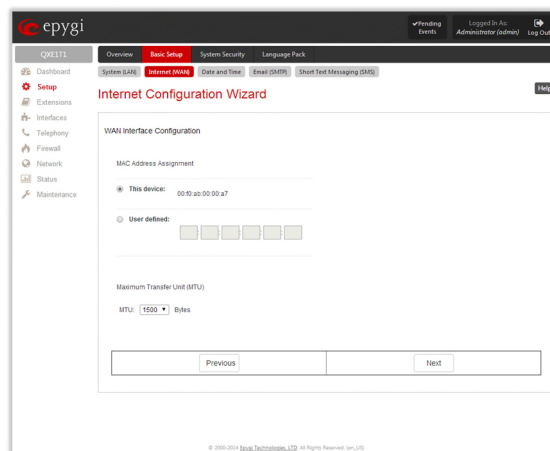 epygi
Pending Events
Logged In As:
Administrator (admin)
Log Out
QXE1T1
Overview
Basic Setup
System Security
Language Pack
Dashboard
Setup
Extensions
Interfaces
Telephony
Firewall
Network
Status
Maintenance
System (LAN)
Internet (WAN)
Date and Time
Email (SMTP)
Short Text Messaging (SMS)
Internet Configuration Wizard
Help
WAN Interface Configuration
MAC Address Assignment
This device: 00:f0:ab:00:00:a7
User defined:
Maximum Transfer Unit (MTU)
MTU: 1500 Bytes
Previous
Next
© 2000-2014 Epygi Technologies, LTD. All Rights Reserved. (en_US)